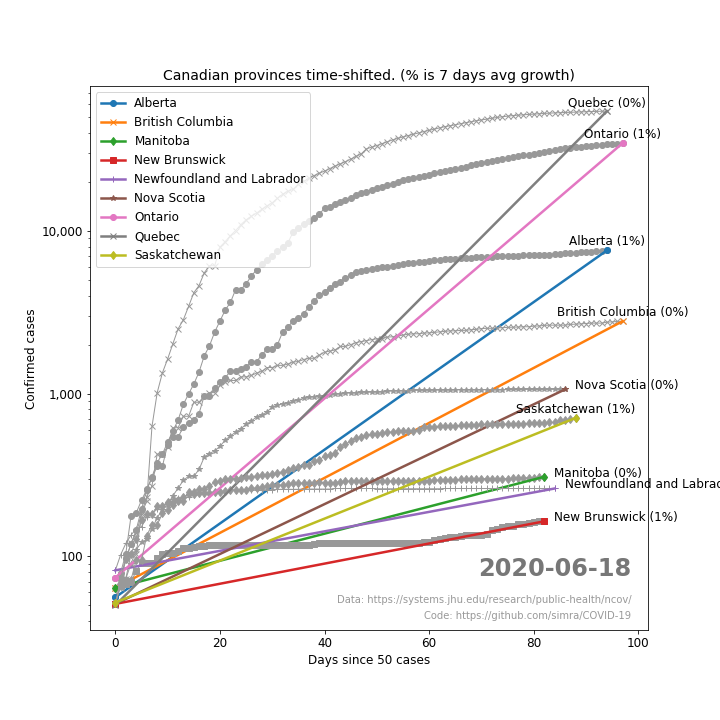 Canadian provinces time-shifted. (% is 7 days avg growth)
Alberta
British Columbia
Manitoba
New Brunswick
Newfoundland and Labrador
Nova Scotia
Ontario
Quebec
Saskatchewan
Quebec (0%)
Ontario (1%)
Alberta (1%)
British Columbia (0%)
Nova Scotia (0%)
Saskatchewan (1%)
Manitoba (0%)
Newfoundland and Labrac
New Brunswick (1%)
10,000
1,000
100
Confirmed cases
2020-06-18
Data: https://systems.jhu.edu/research/public-health/ncov/
Code: https://github.com/simra/COVID-19
0 20 40 60 80 100
Days since 50 cases